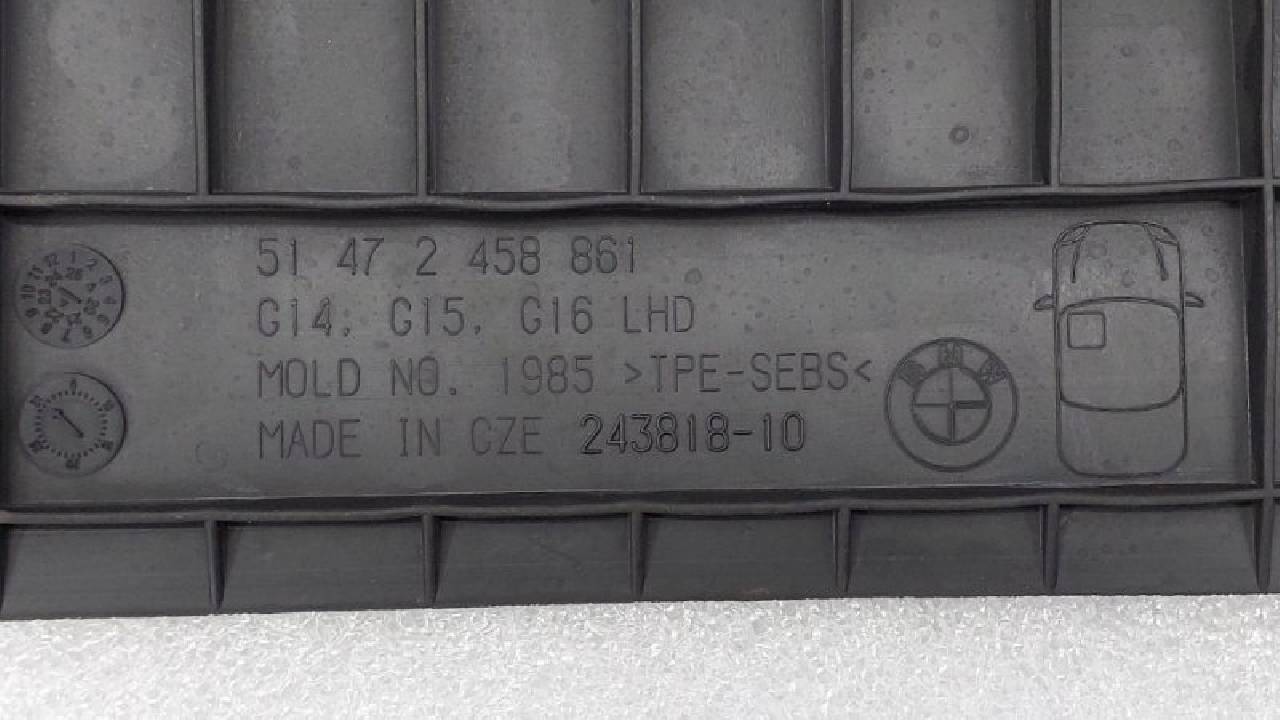 51 47 2 458 861
G14, G15, G16 LHD
MOLD NO. 1985 >TPE-SEBS<
MADE IN CZE 243818-10
BMW